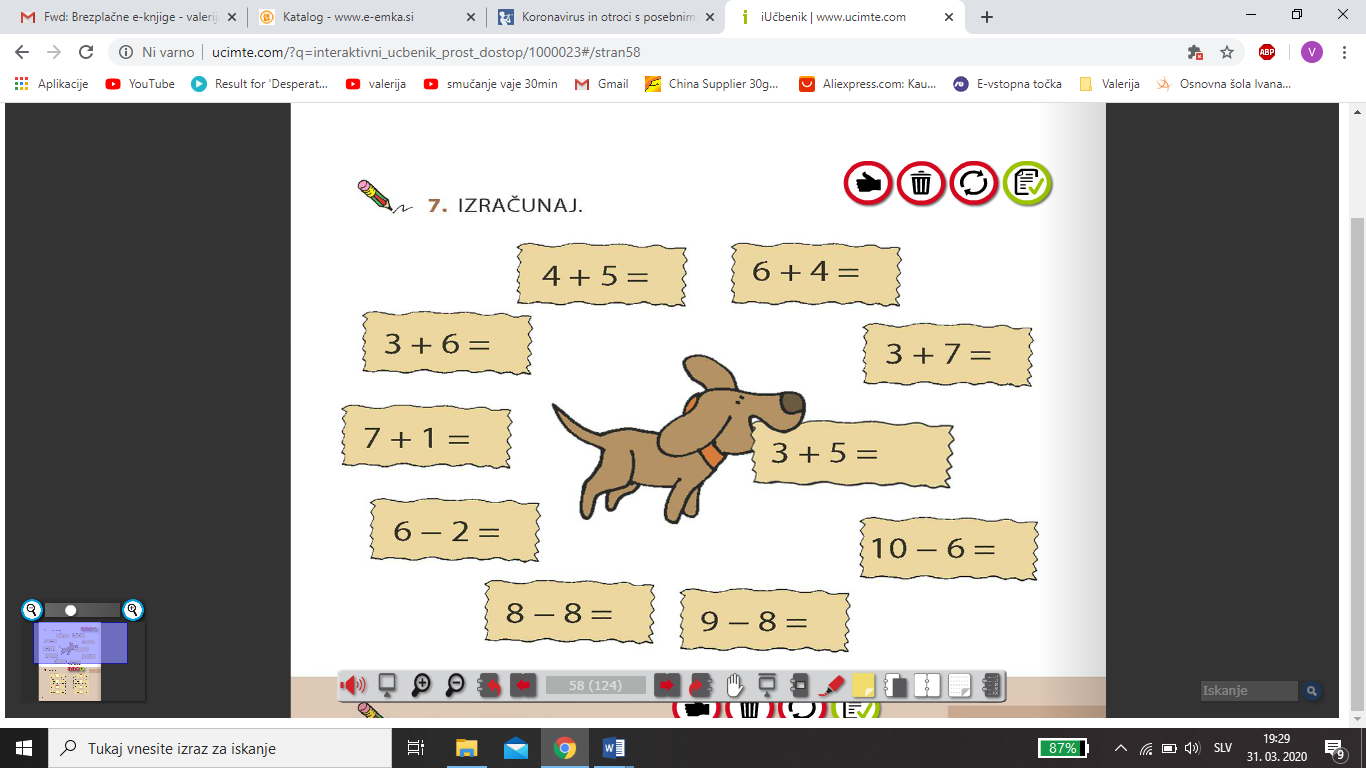 Fwd: Brezplačne e-knjige - valerij
Katalog - www.e-emka.si
Koronavirus in otroci s posebnim
iUčbenik | www.ucimte.com
Ni varno
ucimte.com/?q=interaktivni_ucbenik_prost_dostop/1000023#/stran58
ABP
V
Aplikacije
YouTube
Result for 'Desperat...
valerija
smučanje vaje 30min
Gmail
China Supplier 30g...
Aliexpress.com: Kau...
E-vstopna točka
Valerija
Osnovna šola Ivana...
7. IZRAČUNAJ.
4 + 5 =
6 + 4 =
3 + 6 =
3 + 7 =
7 + 1 =
3 + 5 =
6 – 2 =
10 – 6 =
8 – 8 =
9 – 8 =
58 (124)
Iskanje
Tukaj vnesite izraz za iskanje
87%
SLV
19:29
31. 03. 2020
9